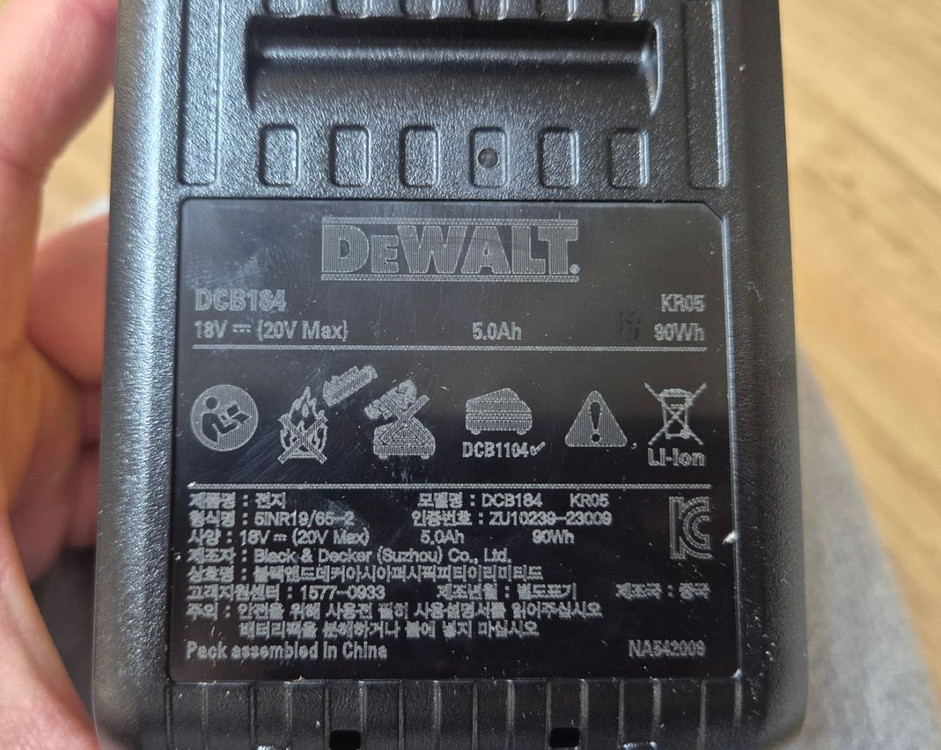 DEWALT®
DCB184 KR05
18V ⎓ (20V Max) 5.0Ah 90Wh
DCB1104✓
Li-Ion
제품명 : 전지 모델명 : DCB184 KR05
형식명 : 5INR19/65-2 인증번호 : ZU10239-23009
사양 : 18V ⎓ (20V Max) 5.0Ah 90Wh
제조자 : Black & Decker (Suzhou) Co., Ltd.
상호명 : 블랙앤드데커아시아퍼시픽피티이리미티드
고객지원센터 : 1577-0933 제조년월 : 별도표기 제조국 : 중국
주의 : 안전을 위해 사용전 필히 사용설명서를 읽어주십시오
배터리팩을 분해하거나 불에 넣지 마십시오
Pack assembled in China NA542009